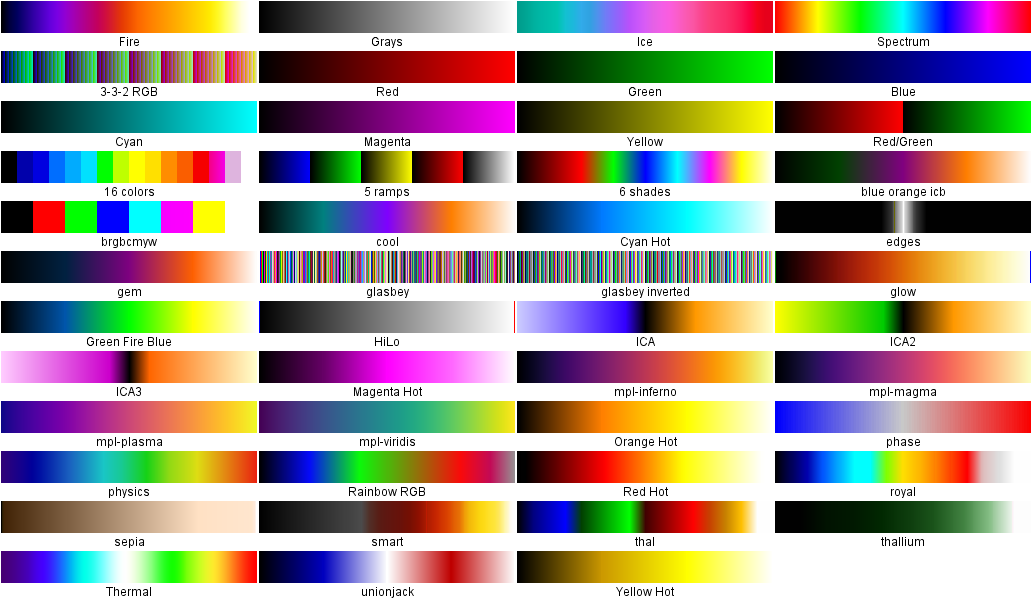 Fire Grays Ice Spectrum
3-3-2 RGB Red Green Blue
Cyan Magenta Yellow Red/Green
16 colors 5 ramps 6 shades blue orange icb
brgbcmyw cool Cyan Hot edges
gem glasbey glasbey inverted glow
Green Fire Blue HiLo ICA ICA2
ICA3 Magenta Hot mpl-inferno mpl-magma
mpl-plasma mpl-viridis Orange Hot phase
physics Rainbow RGB Red Hot royal
sepia smart thal thallium
Thermal unionjack Yellow Hot